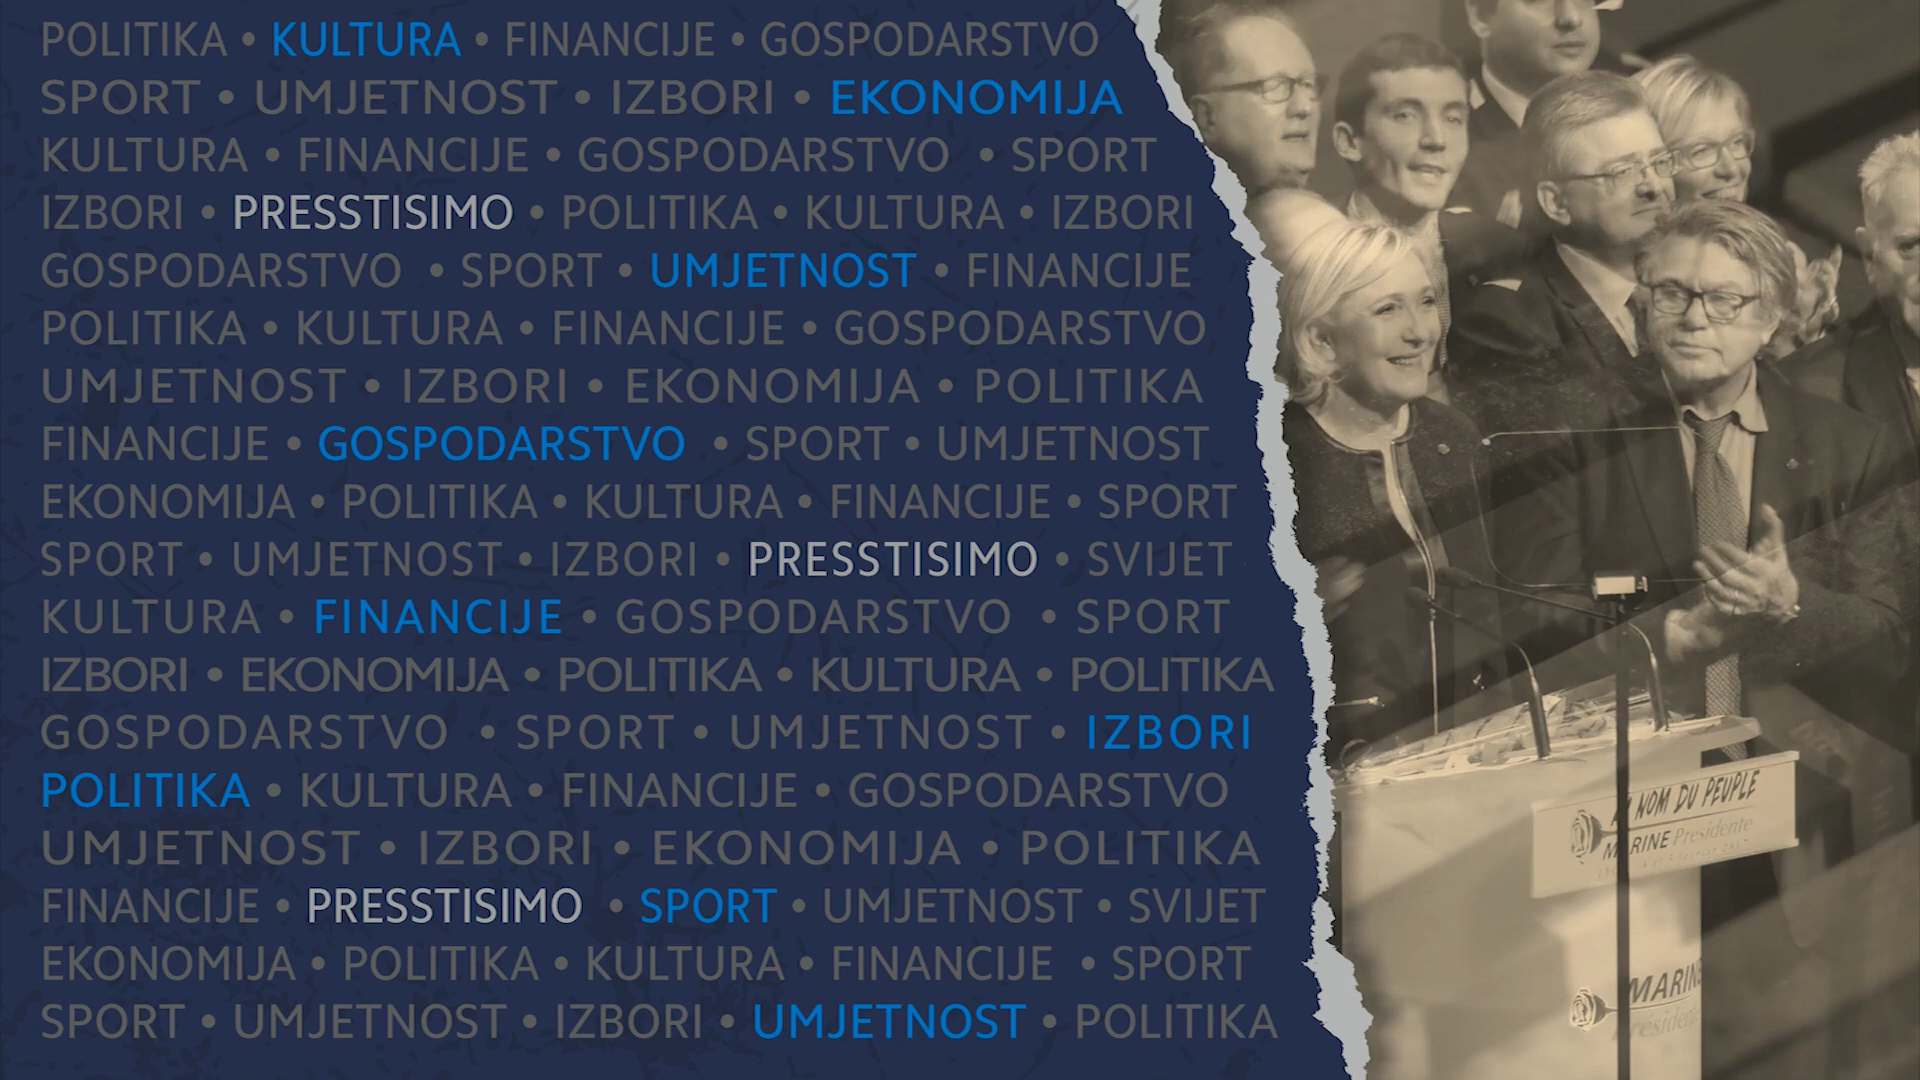 POLITIKA • KULTURA • FINANCIJE • GOSPODARSTVO
SPORT • UMJETNOST • IZBORI • EKONOMIJA
KULTURA • FINANCIJE • GOSPODARSTVO • SPORT
IZBORI • PRESSTISIMO • POLITIKA • KULTURA • IZBORI
GOSPODARSTVO • SPORT • UMJETNOST • FINANCIJE
POLITIKA • KULTURA • FINANCIJE • GOSPODARSTVO
UMJETNOST • IZBORI • EKONOMIJA • POLITIKA
FINANCIJE • GOSPODARSTVO • SPORT • UMJETNOST
EKONOMIJA • POLITIKA • KULTURA • FINANCIJE • SPORT
SPORT • UMJETNOST • IZBORI • PRESSTISIMO • SVIJET
KULTURA • FINANCIJE • GOSPODARSTVO • SPORT
IZBORI • EKONOMIJA • POLITIKA • KULTURA • POLITIKA
GOSPODARSTVO • SPORT • UMJETNOST • IZBORI
POLITIKA • KULTURA • FINANCIJE • GOSPODARSTVO
UMJETNOST • IZBORI • EKONOMIJA • POLITIKA
FINANCIJE • PRESSTISIMO • SPORT • UMJETNOST • SVIJET
EKONOMIJA • POLITIKA • KULTURA • FINANCIJE • SPORT
SPORT • UMJETNOST • IZBORI • UMJETNOST • POLITIKA
NOM DU PEUPLE
MARINE Présidente
MARINE
Présidente